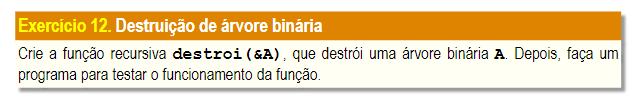 Exercício 12. Destruição de árvore binária
Crie a função recursiva destroi(&A), que destrói uma árvore binária A. Depois, faça um
programa para testar o funcionamento da função.